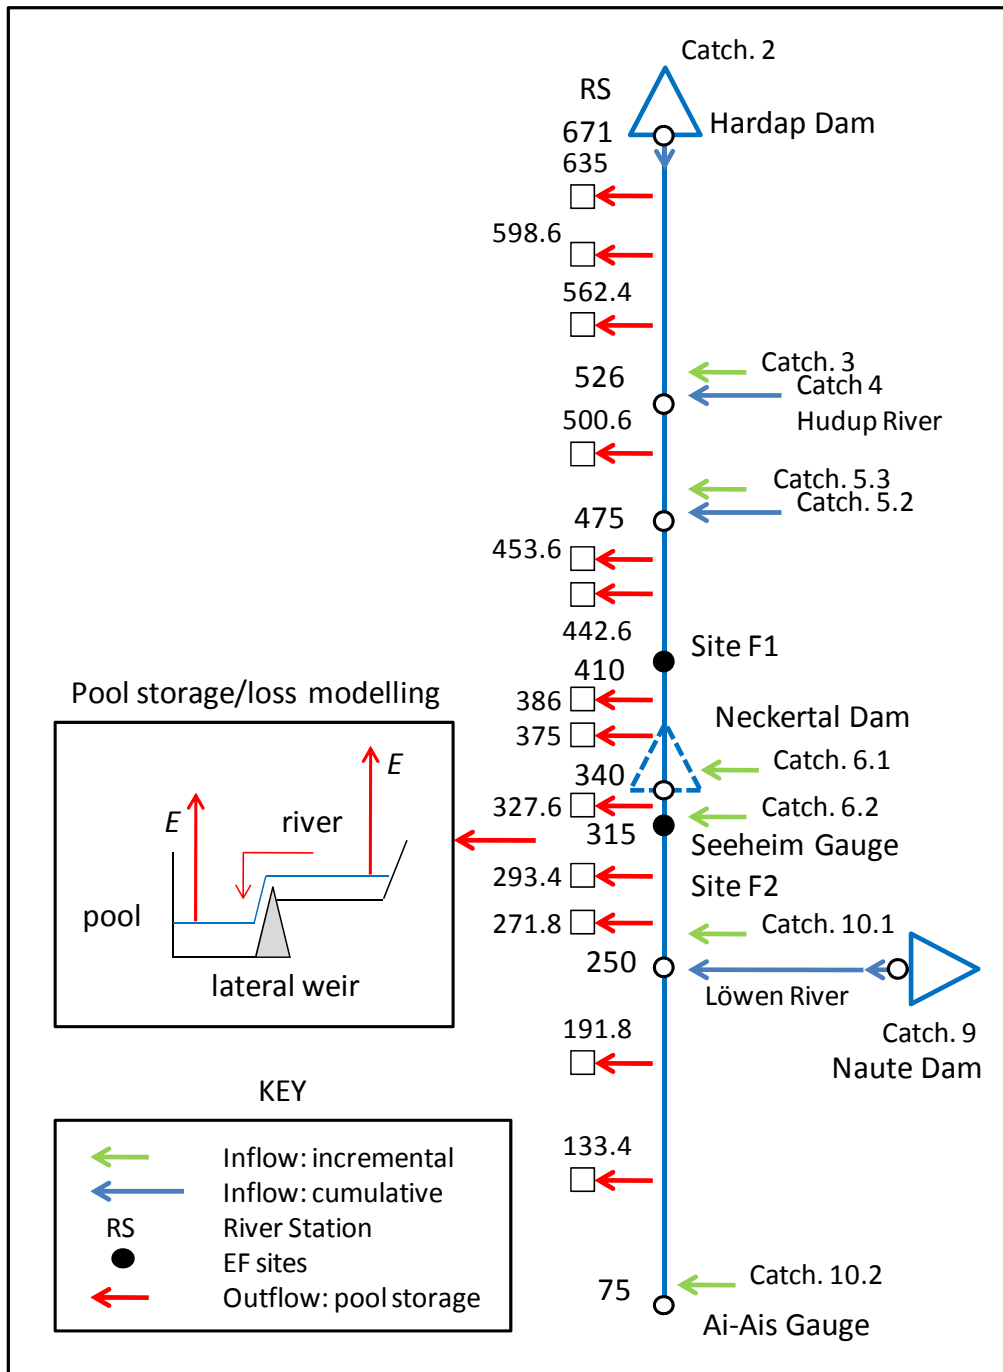 Catch. 2
RS
671
Hardap Dam
635
598.6
562.4
Catch. 3
526
Catch 4
Hudup River
500.6
Catch. 5.3
475
Catch. 5.2
453.6
442.6
Site F1
410
Pool storage/loss modelling
386
Neckertal Dam
375
Catch. 6.1
340
E
E
327.6
Catch. 6.2
river
315
Seeheim Gauge
293.4
Site F2
pool
271.8
Catch. 10.1
250
lateral weir
Löwen River
191.8
Catch. 9
Naute Dam
KEY
133.4
Inflow: incremental
Inflow: cumulative
RS River Station
EF sites
Outflow: pool storage
Catch. 10.2
75
Ai-Ais Gauge